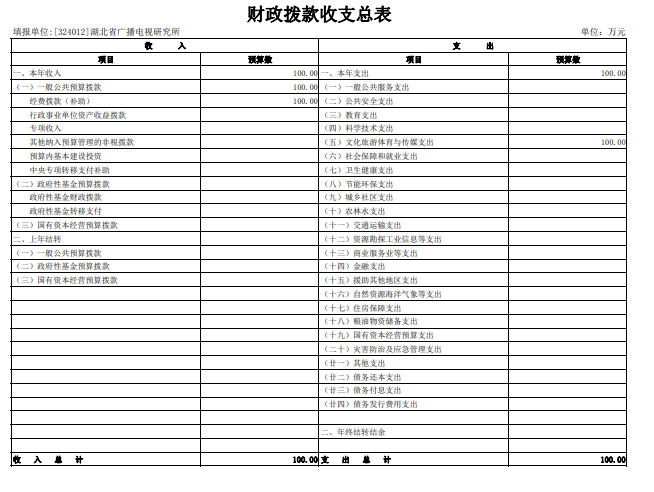 财政拨款收支总表
填报单位:[324012]湖北省广播电视研究所 单位：万元
收 入 支 出
项目 预算数 项目 预算数
一、本年收入 100.00 一、本年支出 100.00
（一）一般公共预算拨款 100.00 （一）一般公共服务支出
经费拨款（补助） 100.00 （二）公共安全支出
行政事业单位资产收益拨款 （三）教育支出
专项收入 （四）科学技术支出
其他纳入预算管理的非税拨款 （五）文化旅游体育与传媒支出 100.00
预算内基本建设投资 （六）社会保障和就业支出
中央专项转移支付补助 （七）卫生健康支出
（二）政府性基金预算拨款 （八）节能环保支出
政府性基金财政拨款 （九）城乡社区支出
政府性基金转移支付 （十）农林水支出
（三）国有资本经营预算拨款 （十一）交通运输支出
二、上年结转 （十二）资源勘探工业信息等支出
（一）一般公共预算拨款 （十三）商业服务业等支出
（二）政府性基金预算拨款 （十四）金融支出
（三）国有资本经营预算拨款 （十五）援助其他地区支出
（十六）自然资源海洋气象等支出
（十七）住房保障支出
（十八）粮油物资储备支出
（十九）国有资本经营预算支出
（二十）灾害防治及应急管理支出
（廿一）其他支出
（廿二）债务还本支出
（廿三）债务付息支出
（廿四）债务发行费用支出
二、年终结转结余
收 入 总 计 100.00 支 出 总 计 100.00